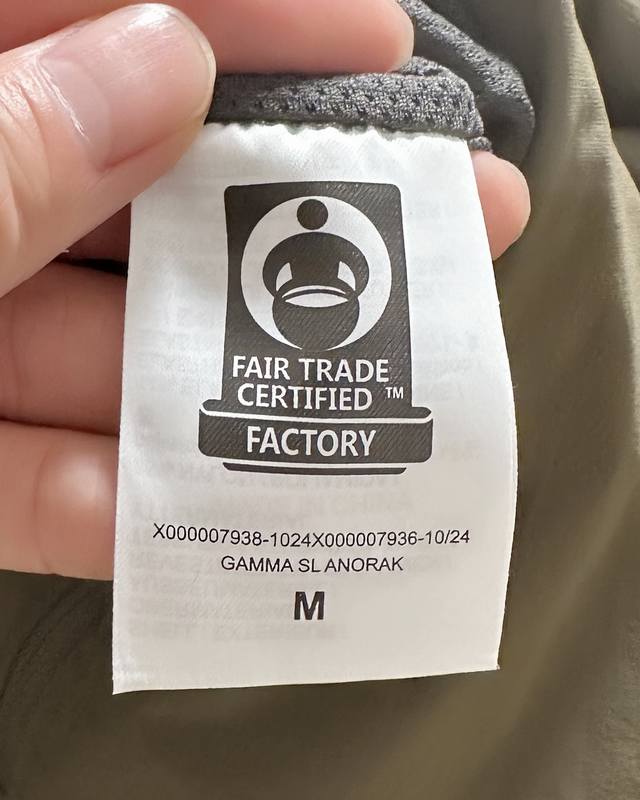 FAIR TRADE
CERTIFIED ™
FACTORY
X000007938-1024X000007936-10/24
GAMMA SL ANORAK
M